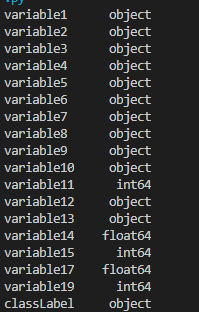 .py
variable1 object
variable2 object
variable3 object
variable4 object
variable5 object
variable6 object
variable7 object
variable8 object
variable9 object
variable10 object
variable11 int64
variable12 object
variable13 object
variable14 float64
variable15 int64
variable17 float64
variable19 int64
classLabel object